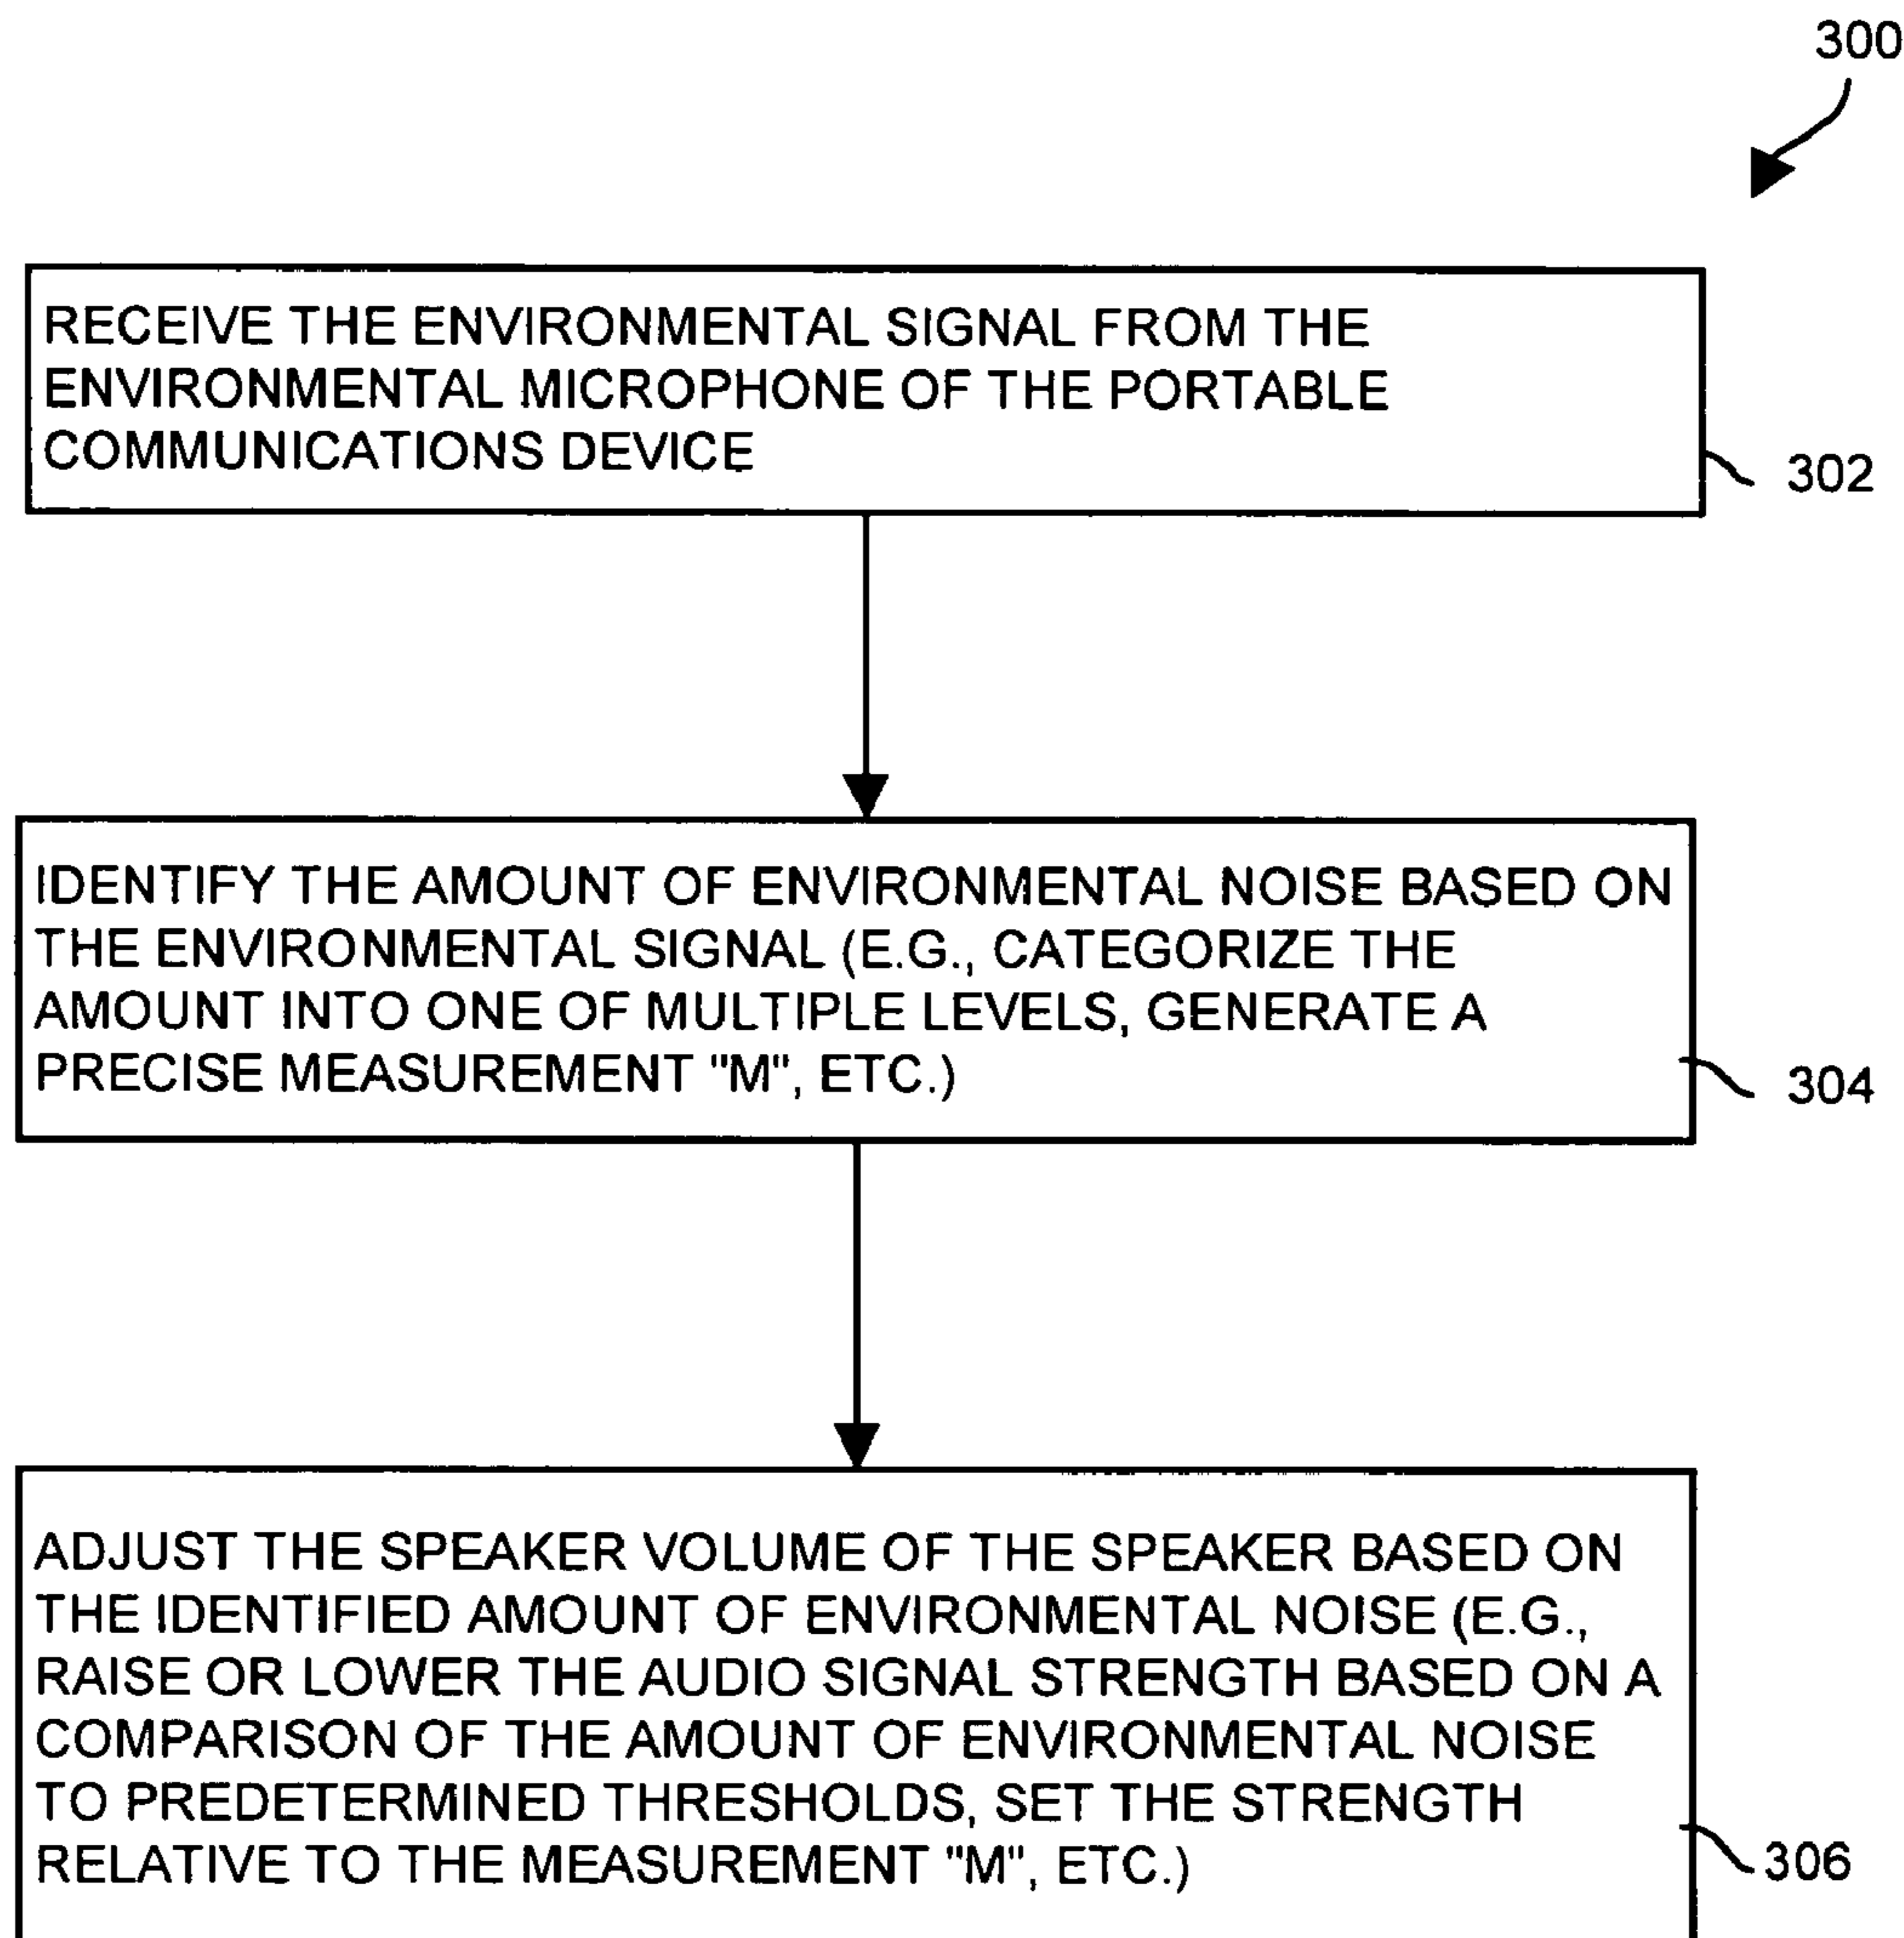 300
RECEIVE THE ENVIRONMENTAL SIGNAL FROM THE
ENVIRONMENTAL MICROPHONE OF THE PORTABLE
COMMUNICATIONS DEVICE
302
IDENTIFY THE AMOUNT OF ENVIRONMENTAL NOISE BASED ON
THE ENVIRONMENTAL SIGNAL (E.G., CATEGORIZE THE
AMOUNT INTO ONE OF MULTIPLE LEVELS, GENERATE A
PRECISE MEASUREMENT "M", ETC.)
304
ADJUST THE SPEAKER VOLUME OF THE SPEAKER BASED ON
THE IDENTIFIED AMOUNT OF ENVIRONMENTAL NOISE (E.G.,
RAISE OR LOWER THE AUDIO SIGNAL STRENGTH BASED ON A
COMPARISON OF THE AMOUNT OF ENVIRONMENTAL NOISE
TO PREDETERMINED THRESHOLDS, SET THE STRENGTH
RELATIVE TO THE MEASUREMENT "M", ETC.)
306